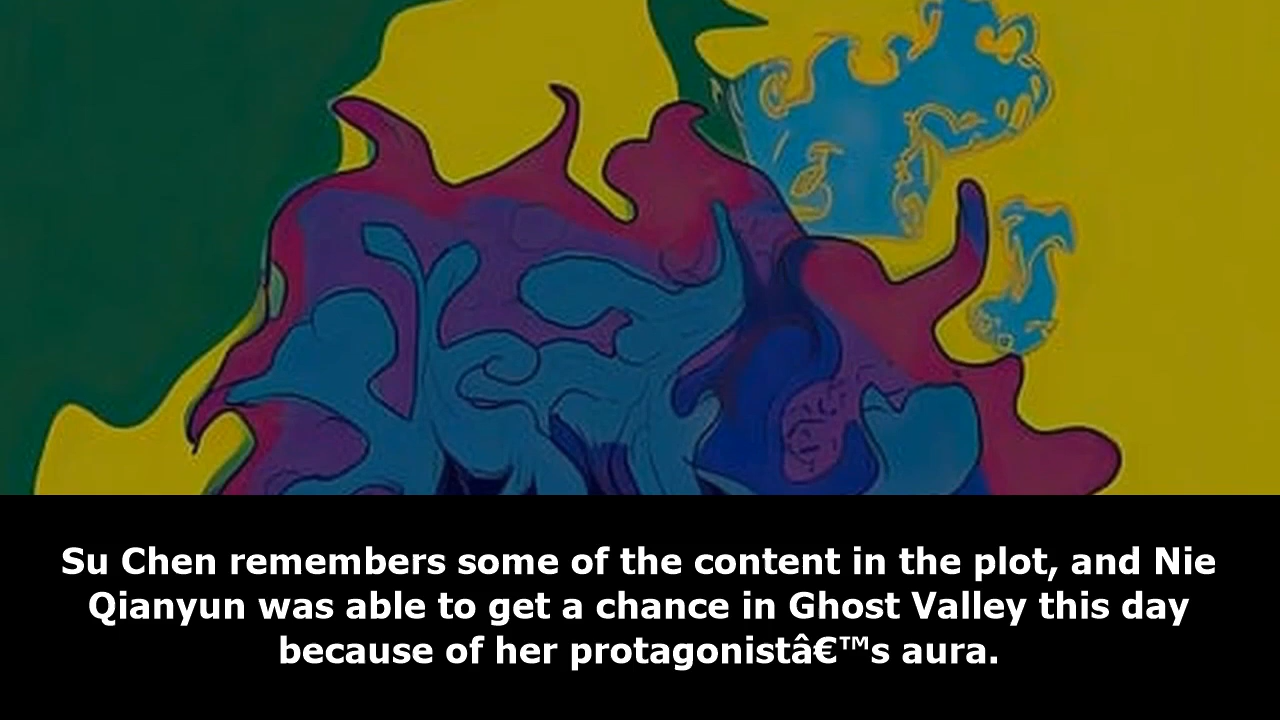 Su Chen remembers some of the content in the plot, and Nie
Qianyun was able to get a chance in Ghost Valley this day
because of her protagonistâ€™s aura.